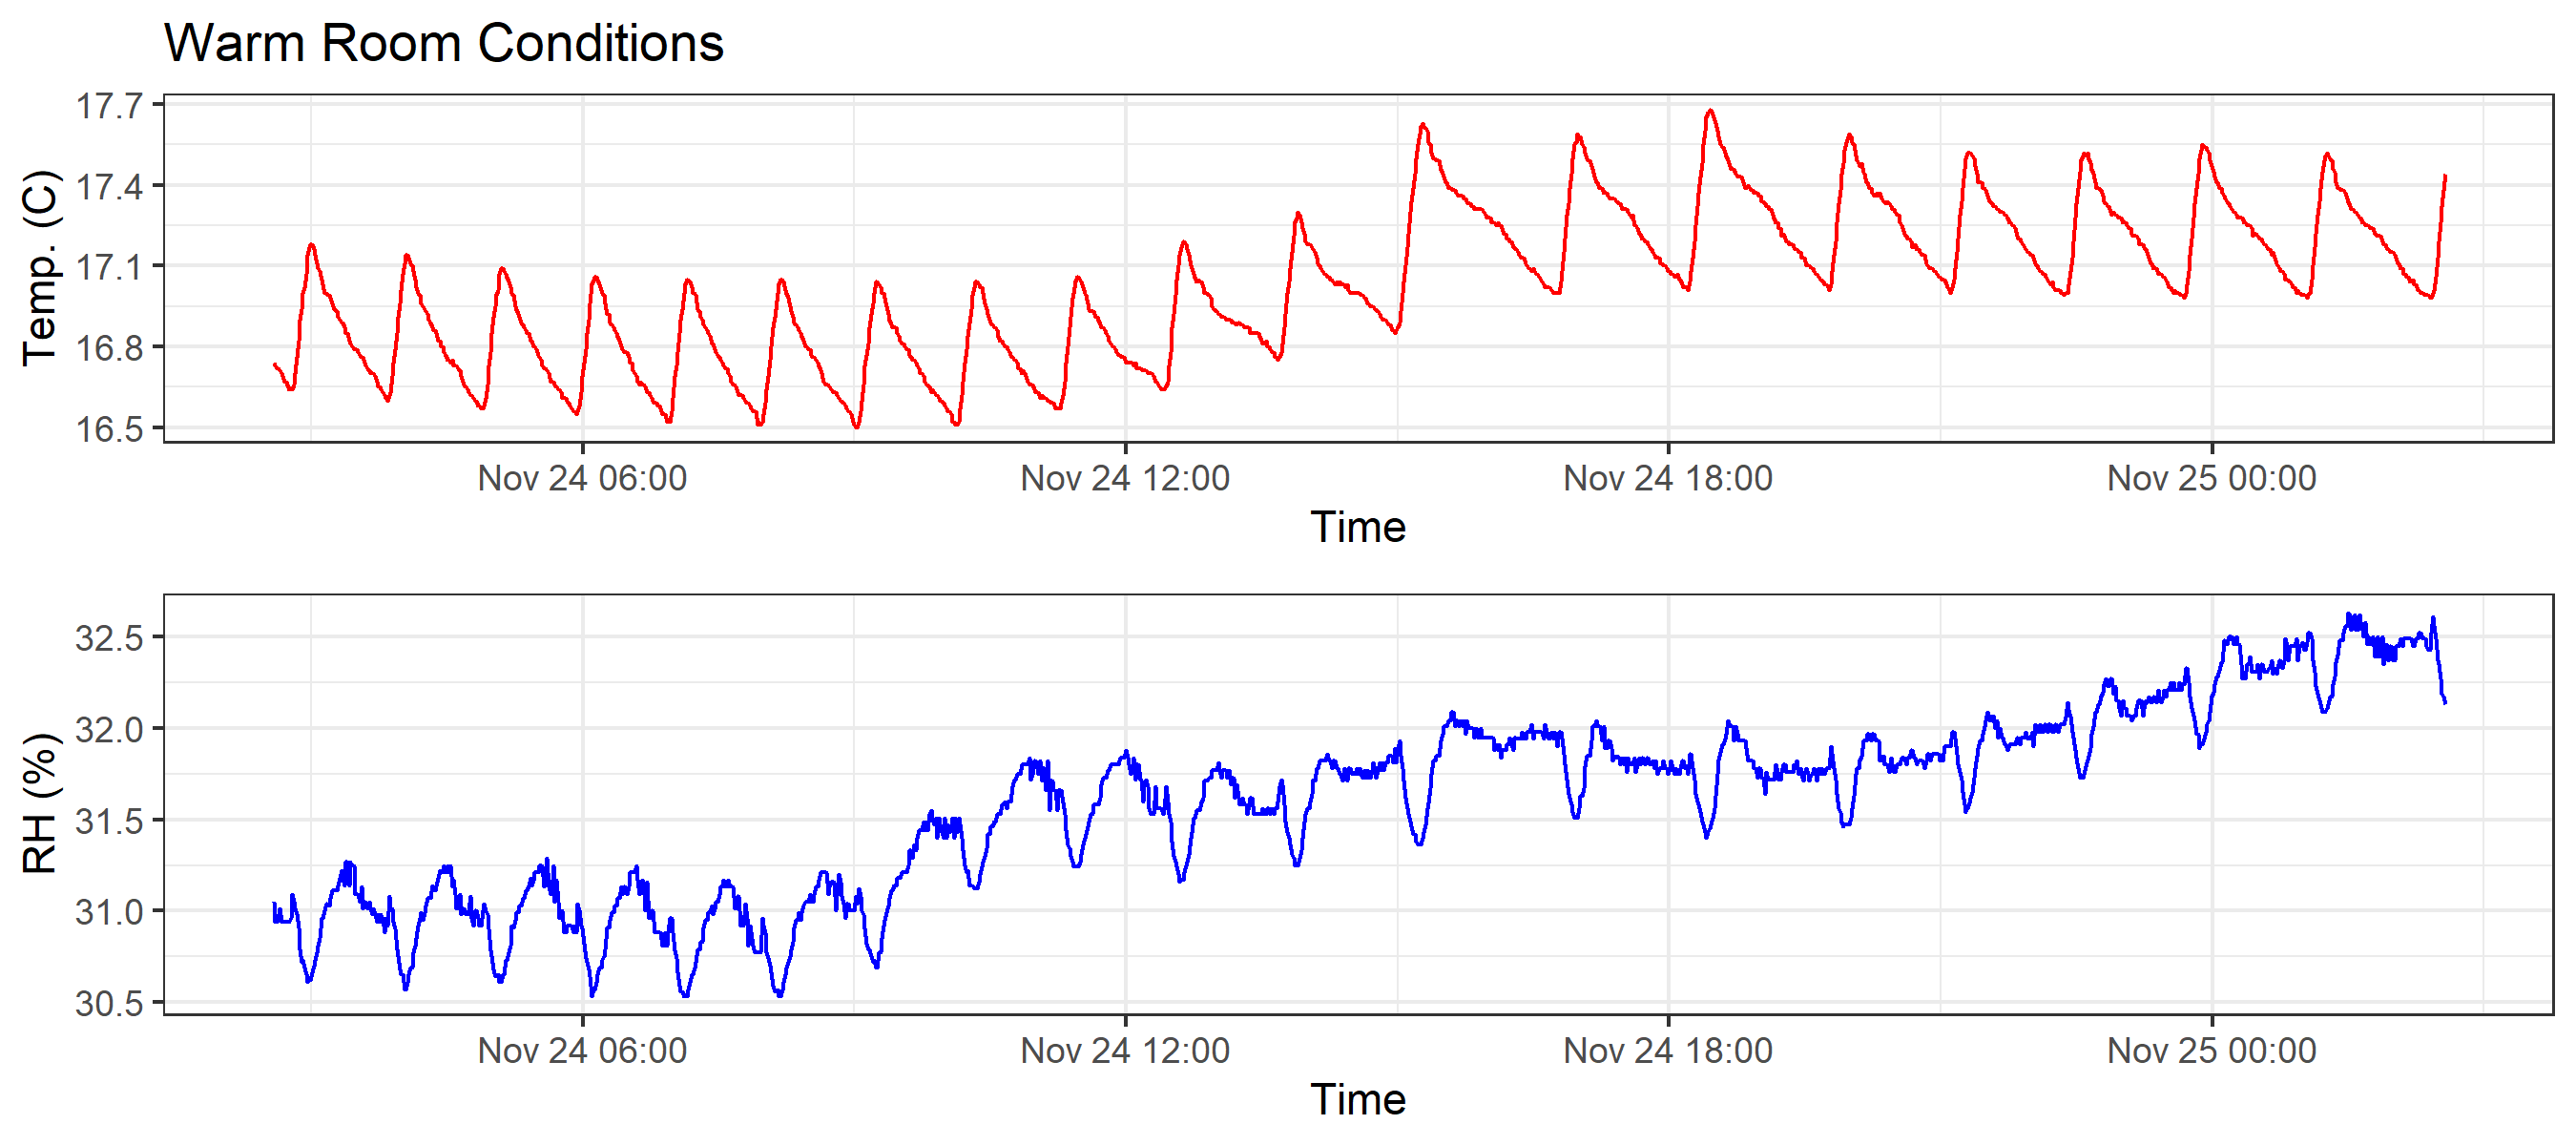 Warm Room Conditions
Temp. (C)
17.7
17.4
17.1
16.8
16.5
Nov 24 06:00 Nov 24 12:00 Nov 24 18:00 Nov 25 00:00
Time
RH (%)
32.5
32.0
31.5
31.0
30.5
Nov 24 06:00 Nov 24 12:00 Nov 24 18:00 Nov 25 00:00
Time